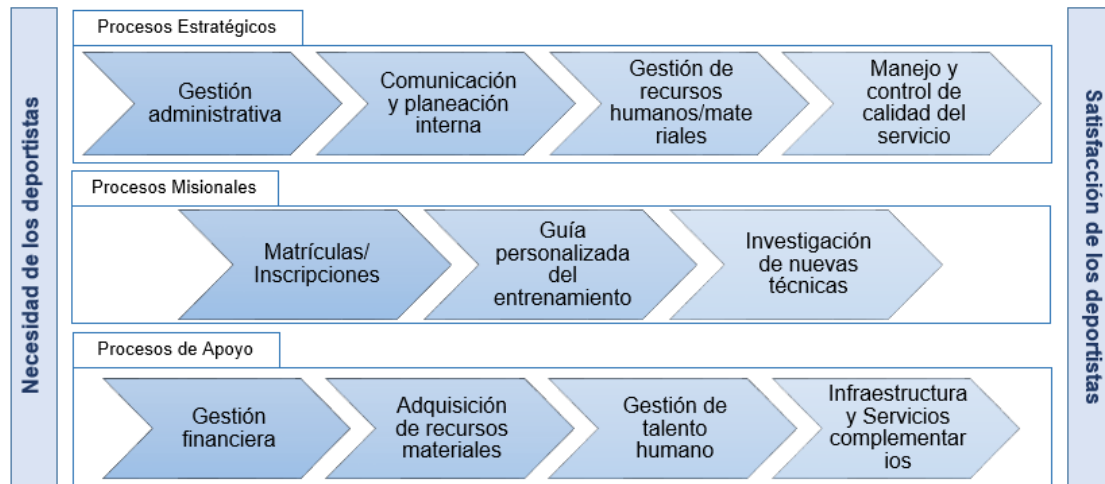 Necesidad de los deportistas
Procesos Estratégicos
Gestión
administrativa
Comunicación
y planeación
interna
Gestión de
recursos
humanos/mate
riales
Manejo y
control de
calidad del
servicio
Procesos Misionales
Matrículas/
Inscripciones
Guía
personalizada
del
entrenamiento
Investigación
de nuevas
técnicas
Procesos de Apoyo
Gestión
financiera
Adquisición
de recursos
materiales
Gestión de
talento
humano
Infraestructura
y Servicios
complementar
ios
Satisfacción de los deportistas